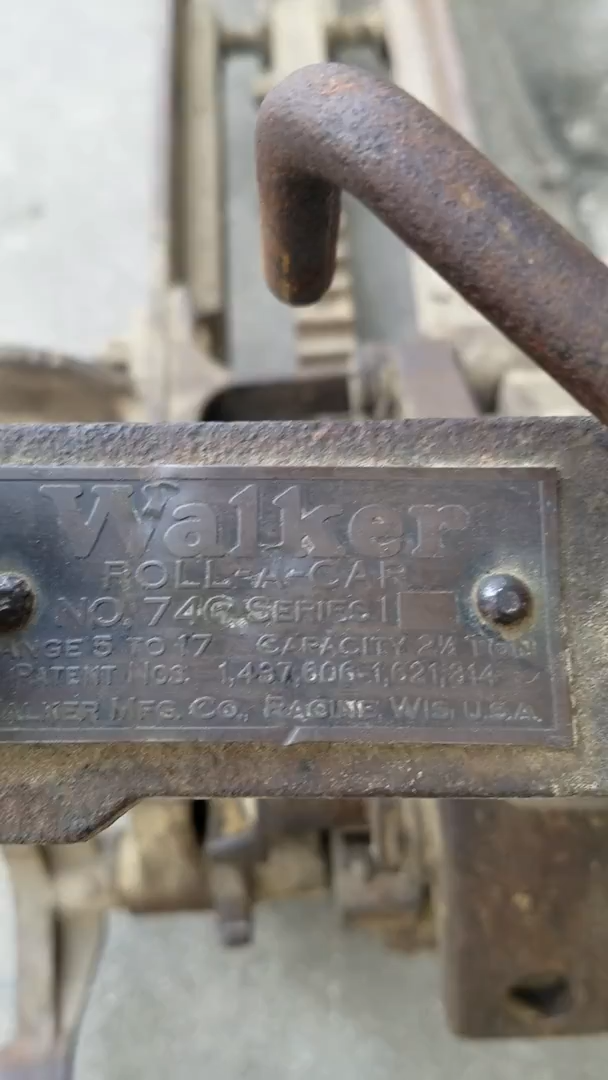 Walker
ROLL-A-CAR
NO. 746 SERIES 1
ANGE 5 TO 17 CAPACITY 2½ TON
PATENT NOS. 1,487,606-1,621,314
ALKER MFG. CO., RACINE, WIS. U.S.A.